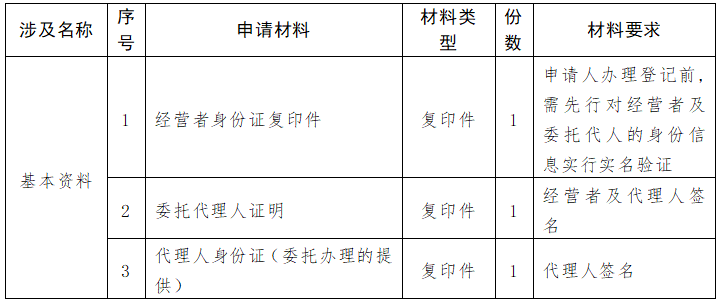 涉及名称 序号 申请材料 材料类型 份数 材料要求
基本资料
1 经营者身份证复印件 复印件 1 申请人办理登记前，
需先行对经营者及
委托代人的身份信
息实行实名验证
2 委托代理人证明 复印件 1 经营者及代理人签
名
3 代理人身份证（委托办理的提
供） 复印件 1 代理人签名